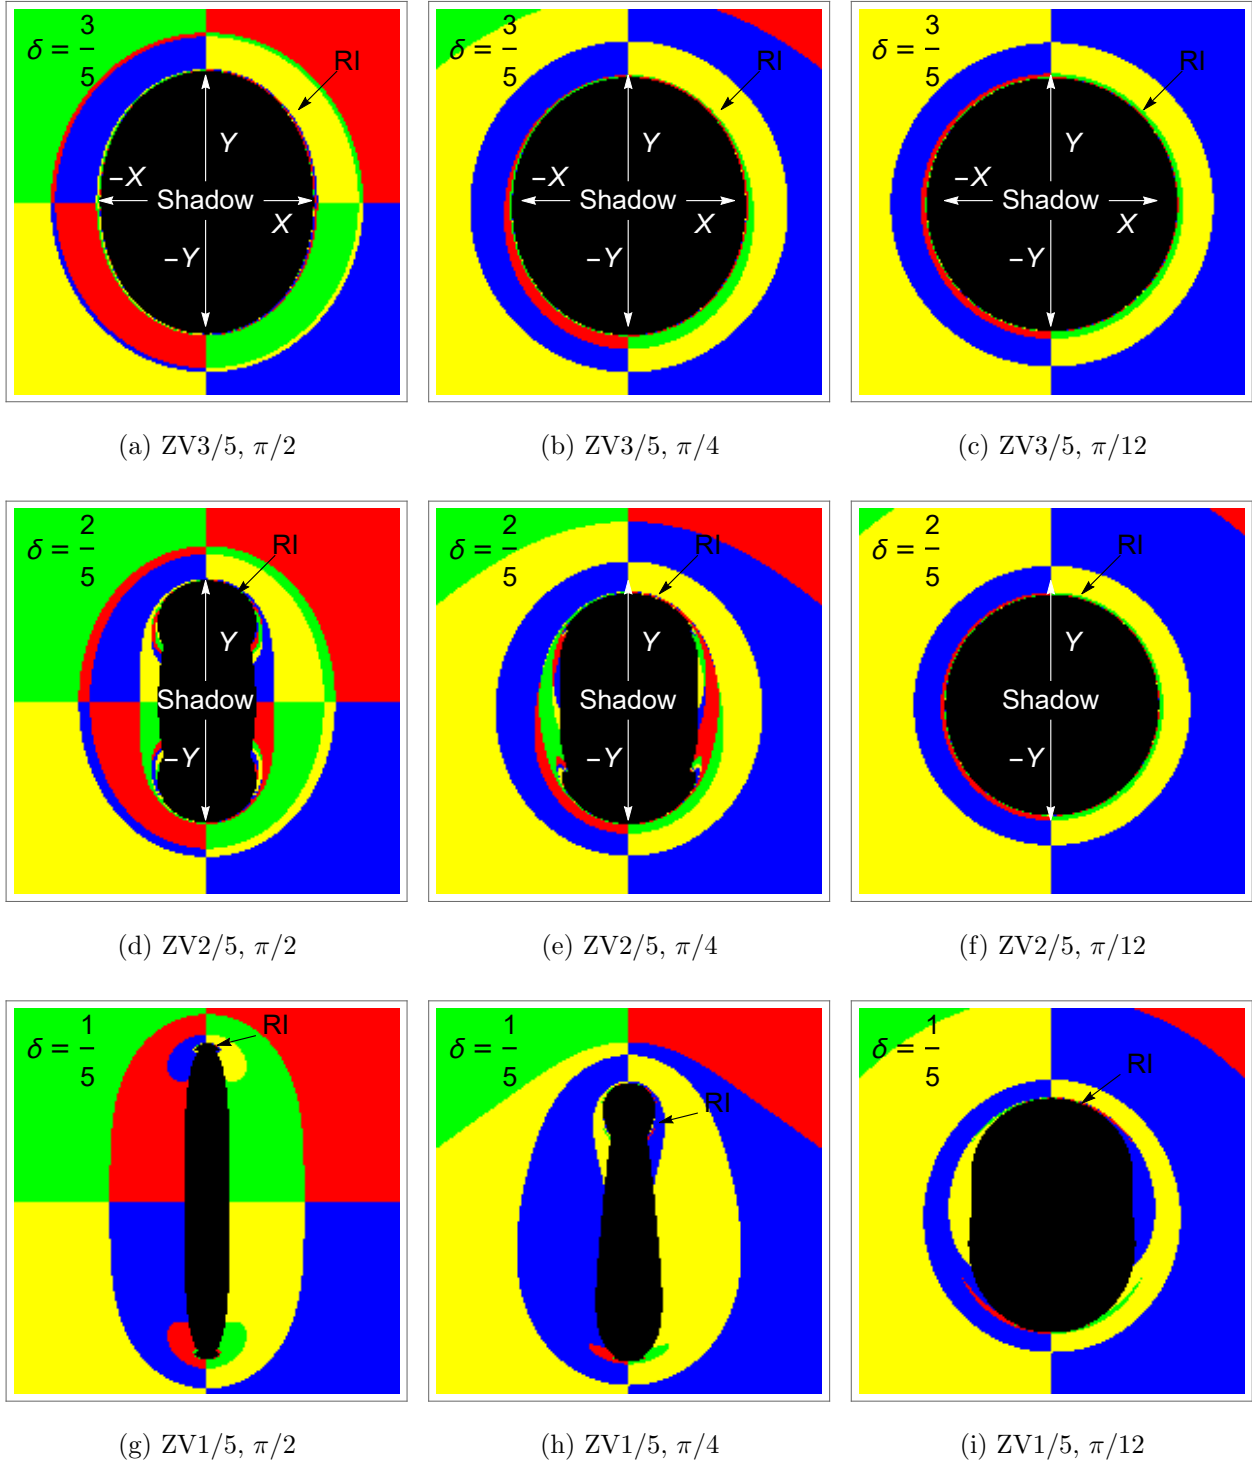 δ = 3/5
RI
Y
–X
Shadow
X
–Y
δ = 3/5
RI
Y
–X
Shadow
X
–Y
δ = 3/5
RI
Y
–X
Shadow
X
–Y
(a) ZV3/5, π/2
(b) ZV3/5, π/4
(c) ZV3/5, π/12
δ = 2/5
RI
Y
Shadow
–Y
δ = 2/5
RI
Y
Shadow
–Y
δ = 2/5
RI
Y
Shadow
–Y
(d) ZV2/5, π/2
(e) ZV2/5, π/4
(f) ZV2/5, π/12
δ = 1/5
RI
δ = 1/5
RI
δ = 1/5
RI
(g) ZV1/5, π/2
(h) ZV1/5, π/4
(i) ZV1/5, π/12